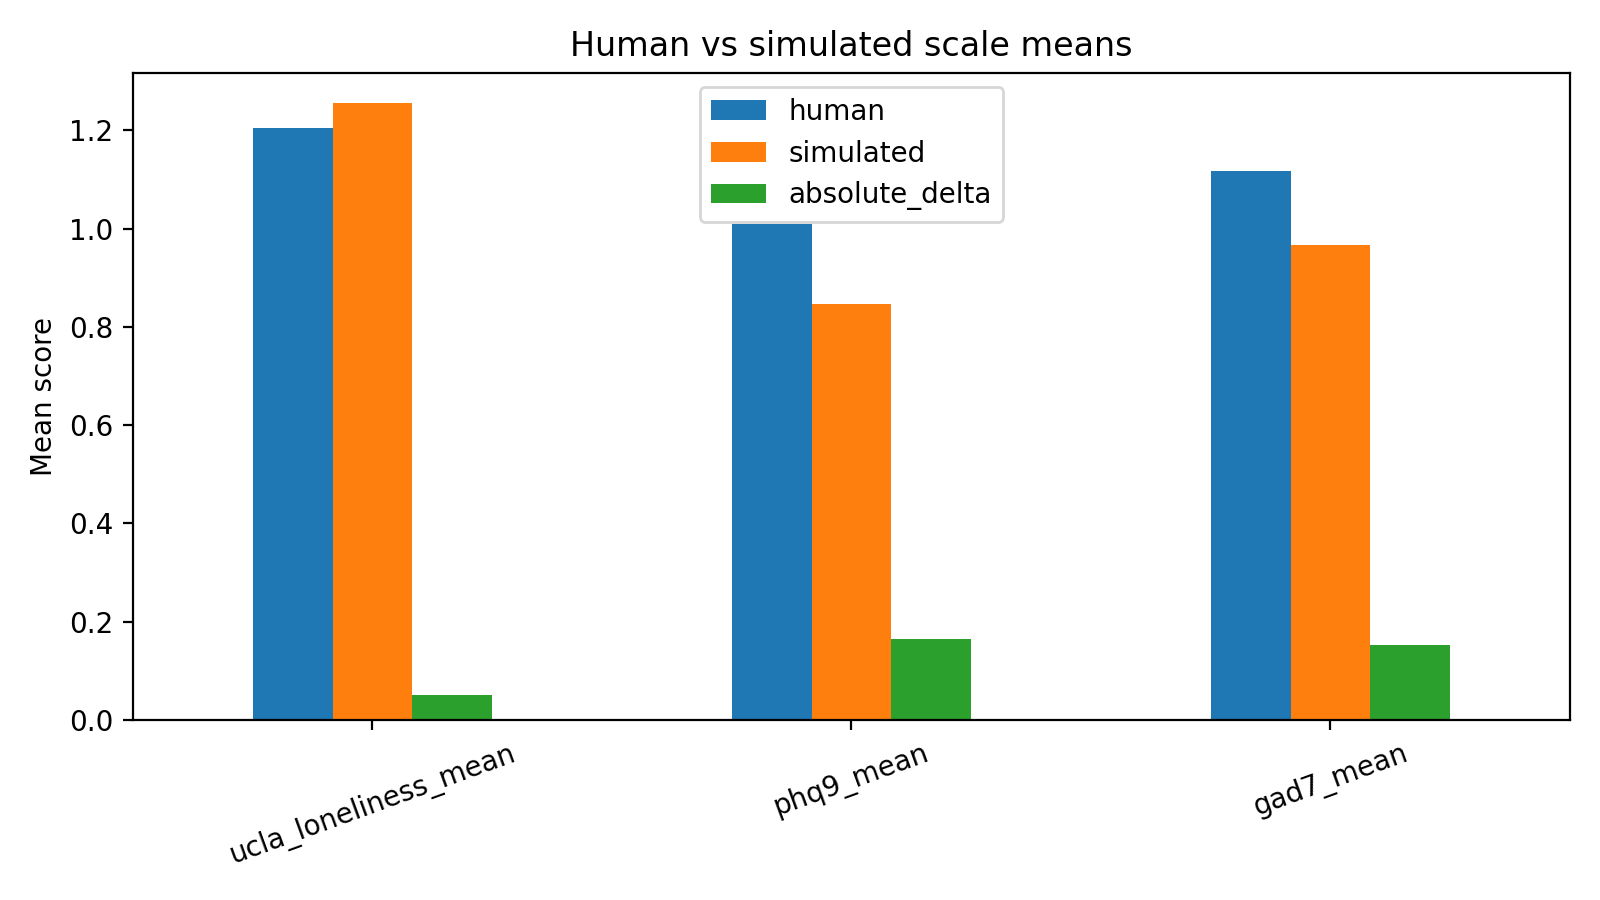 Human vs simulated scale means
human
simulated
absolute_delta
Mean score
1.2
1.0
0.8
0.6
0.4
0.2
0.0
ucla_loneliness_mean
phq9_mean
gad7_mean